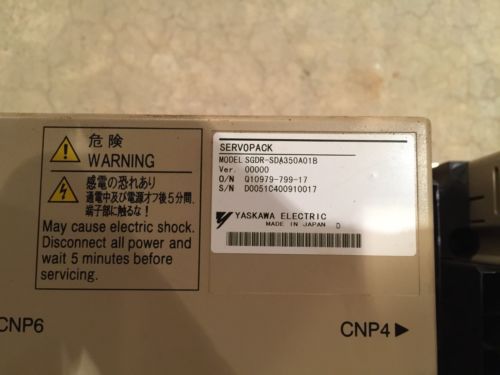 危険
WARNING
感電の恐れあり
通電中及び電源オフ後5分間、
端子部に触るな!
May cause electric shock.
Disconnect all power and
wait 5 minutes before
servicing.
SERVOPACK
MODEL SGDR-SDA350A01B
Ver. 00000
O/N Q10979-799-17
S/N D0051C400910017
YASKAWA ELECTRIC
MADE IN JAPAN D
CNP6
CNP4▶